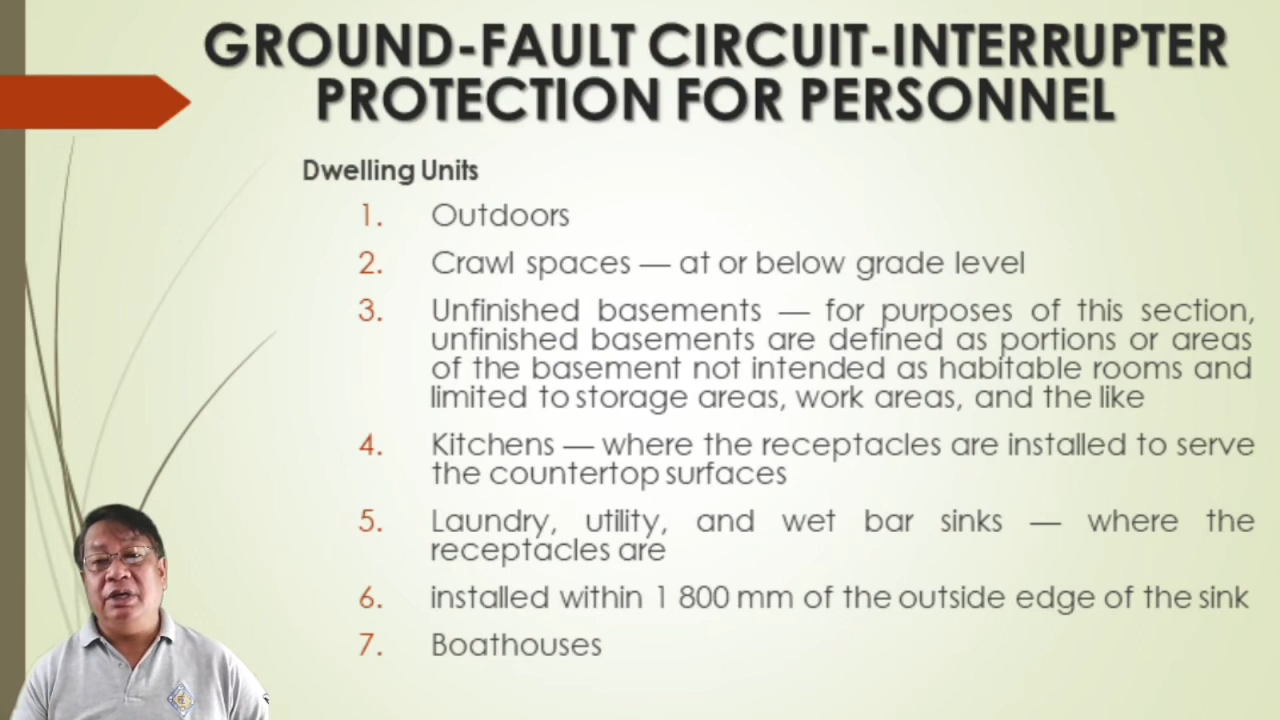 GROUND-FAULT CIRCUIT-INTERRUPTER
PROTECTION FOR PERSONNEL
Dwelling Units
1. Outdoors
2. Crawl spaces — at or below grade level
3. Unfinished basements — for purposes of this section,
unfinished basements are defined as portions or areas
of the basement not intended as habitable rooms and
limited to storage areas, work areas, and the like
4. Kitchens — where the receptacles are installed to serve
the countertop surfaces
5. Laundry, utility, and wet bar sinks — where the
receptacles are
6. installed within 1 800 mm of the outside edge of the sink
7. Boathouses